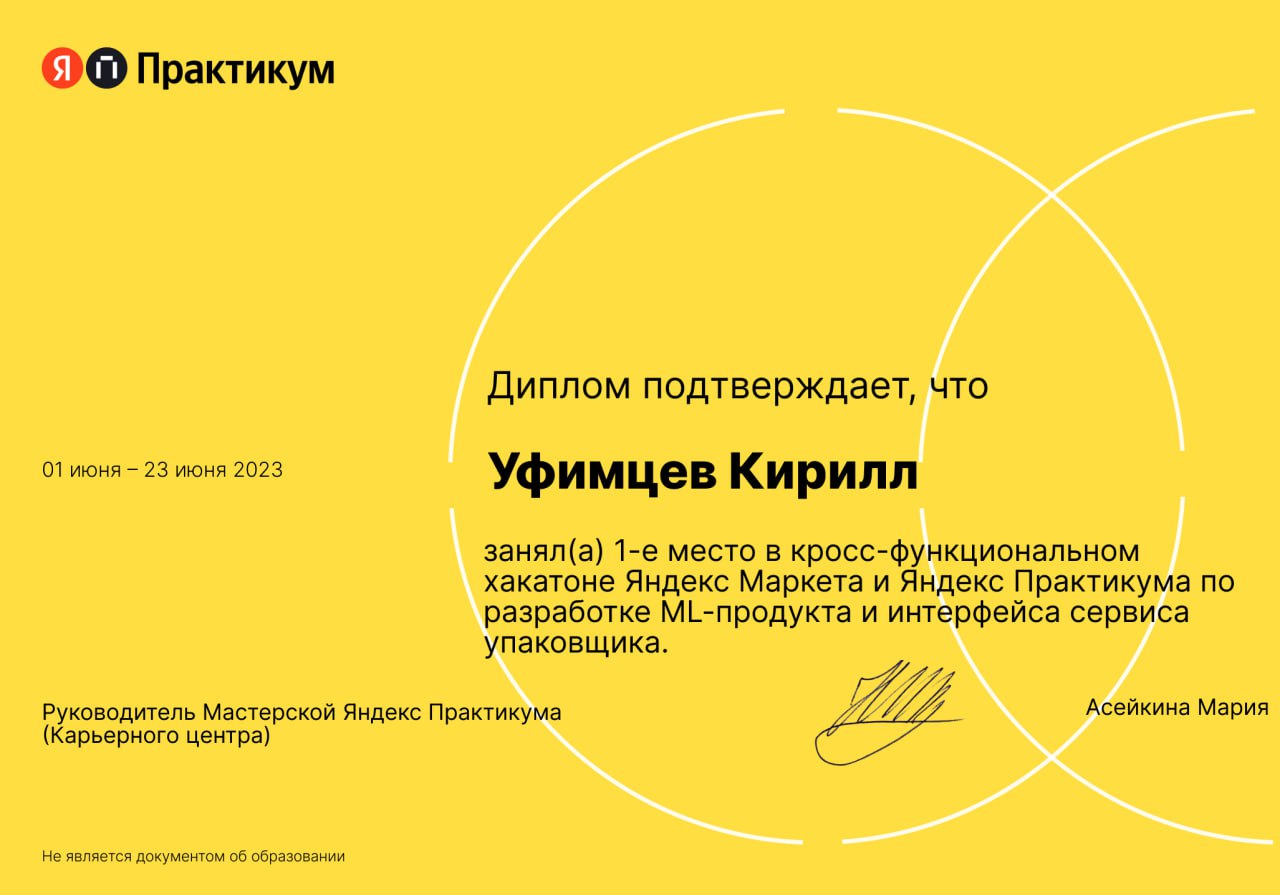 ЯП Практикум
Диплом подтверждает, что
01 июня – 23 июня 2023
Уфимцев Кирилл
занял(а) 1-е место в кросс-функциональном
хакатоне Яндекс Маркета и Яндекс Практикума по
разработке ML-продукта и интерфейса сервиса
упаковщика.
Руководитель Мастерской Яндекс Практикума
(Карьерного центра)
Асейкина Мария
Не является документом об образовании